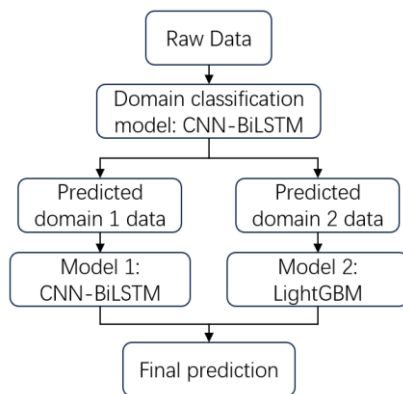 Raw Data
Domain classification
model: CNN-BiLSTM
Predicted
domain 1 data
Predicted
domain 2 data
Model 1:
CNN-BiLSTM
Model 2:
LightGBM
Final prediction